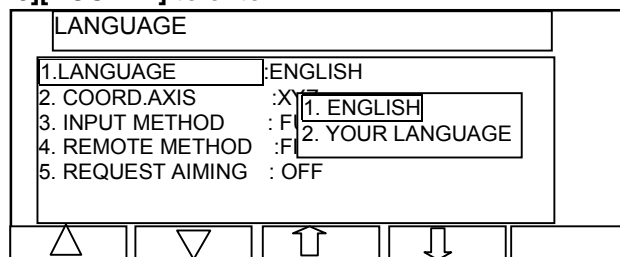 LANGUAGE
1.LANGUAGE :ENGLISH
2. COORD.AXIS :XY
3. INPUT METHOD : F
4. REMOTE METHOD :F
5. REQUEST AIMING : OFF
1. ENGLISH
2. YOUR LANGUAGE